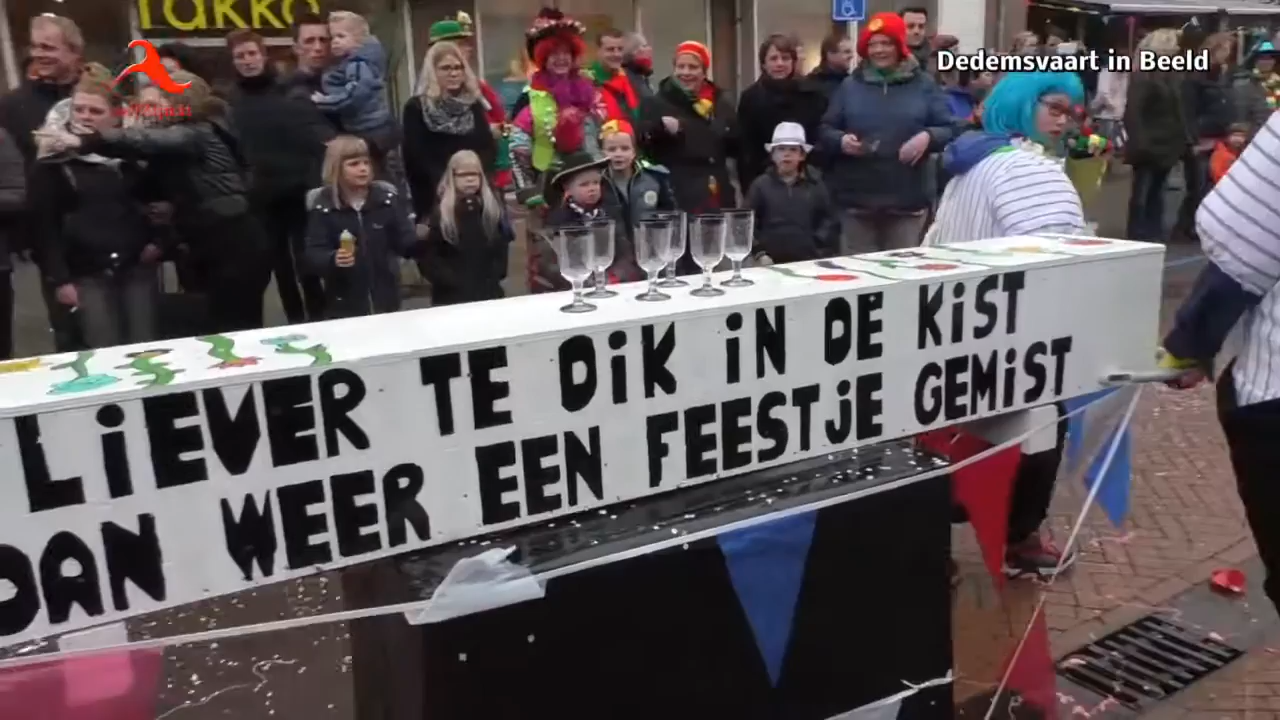 Takko
Dedemsvaart in Beeld
LiEVER TE DiK iN DE KiST
DAN WEER EEN FEESTjE GEMiST